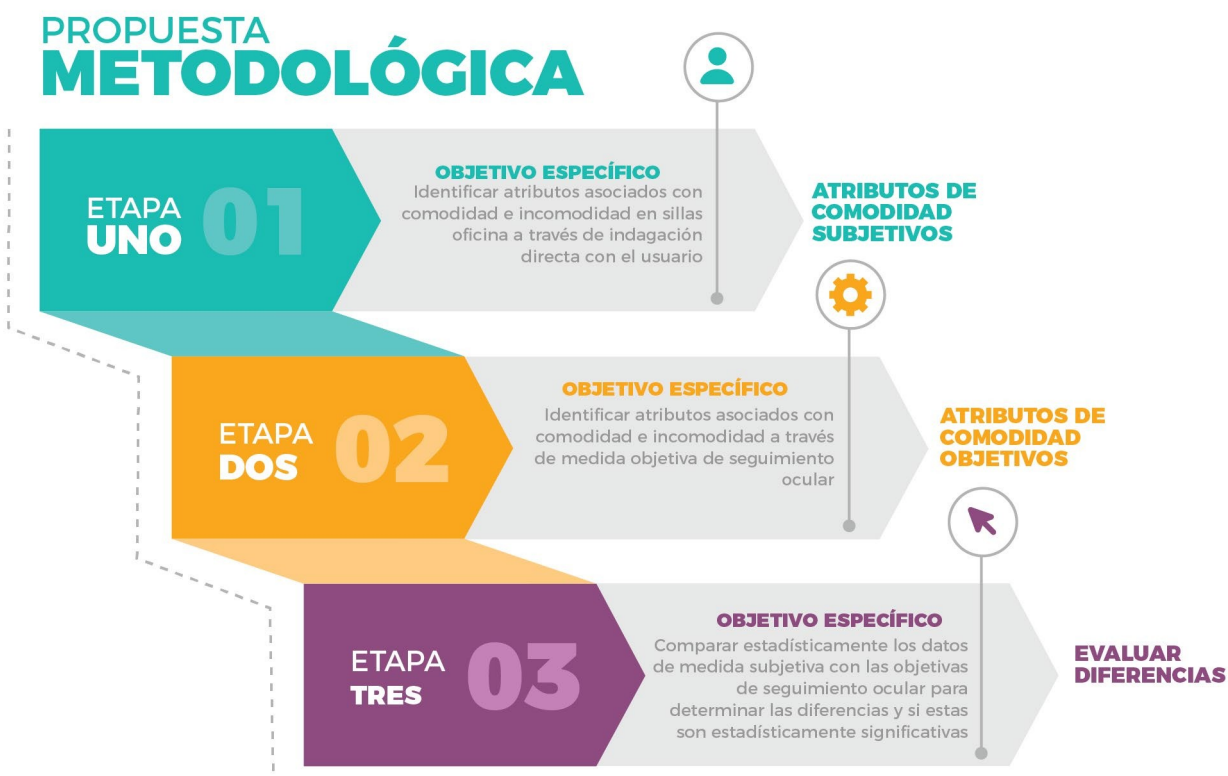 PROPUESTA
METODOLÓGICA
ETAPA
UNO
01
OBJETIVO ESPECÍFICO
Identificar atributos asociados con
comodidad e incomodidad en sillas
oficina a través de indagación
directa con el usuario
ATRIBUTOS DE
COMODIDAD
SUBJETIVOS
ETAPA
DOS
02
OBJETIVO ESPECÍFICO
Identificar atributos asociados con
comodidad e incomodidad a través
de medida objetiva de seguimiento
ocular
ATRIBUTOS DE
COMODIDAD
OBJETIVOS
ETAPA
TRES
03
OBJETIVO ESPECÍFICO
Comparar estadísticamente los datos
de medida subjetiva con las objetivas
de seguimiento ocular para
determinar las diferencias y si estas
son estadísticamente significativas
EVALUAR
DIFERENCIAS